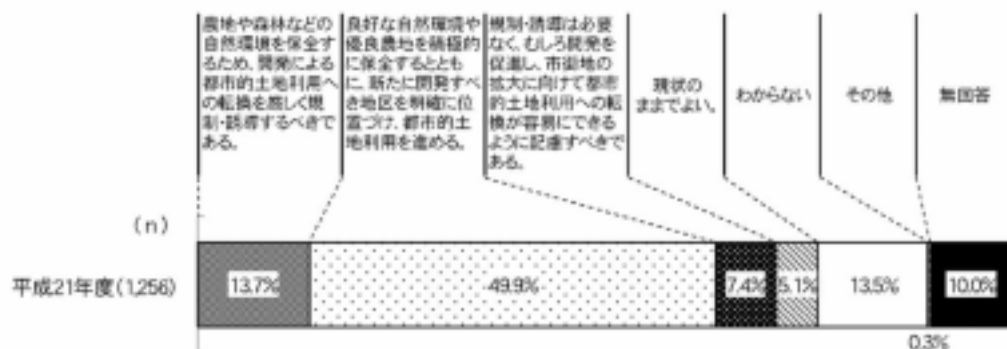 農地や森林などの
自然環境を保全す
るため、開発による
都市的土地利用へ
の転換を厳しく規
制・誘導するべきで
ある。
良好な自然環境や
優良農地を積極的
に保全するととも
に、新たに開発すべ
き地区を明確に位
置づけ、都市的土
地利用を進める。
規制・誘導は必要
なく、むしろ開発を
促進し、市街地の
拡大に向けて都市
的土地利用への転
換が容易にできる
ように記慮すべきで
ある。
現状の
ままでよい。
わからない
その他
無回答
(n)
平成21年度(1,256)
13.7%
49.9%
7.4%
5.1%
13.5%
10.0%
0.3%